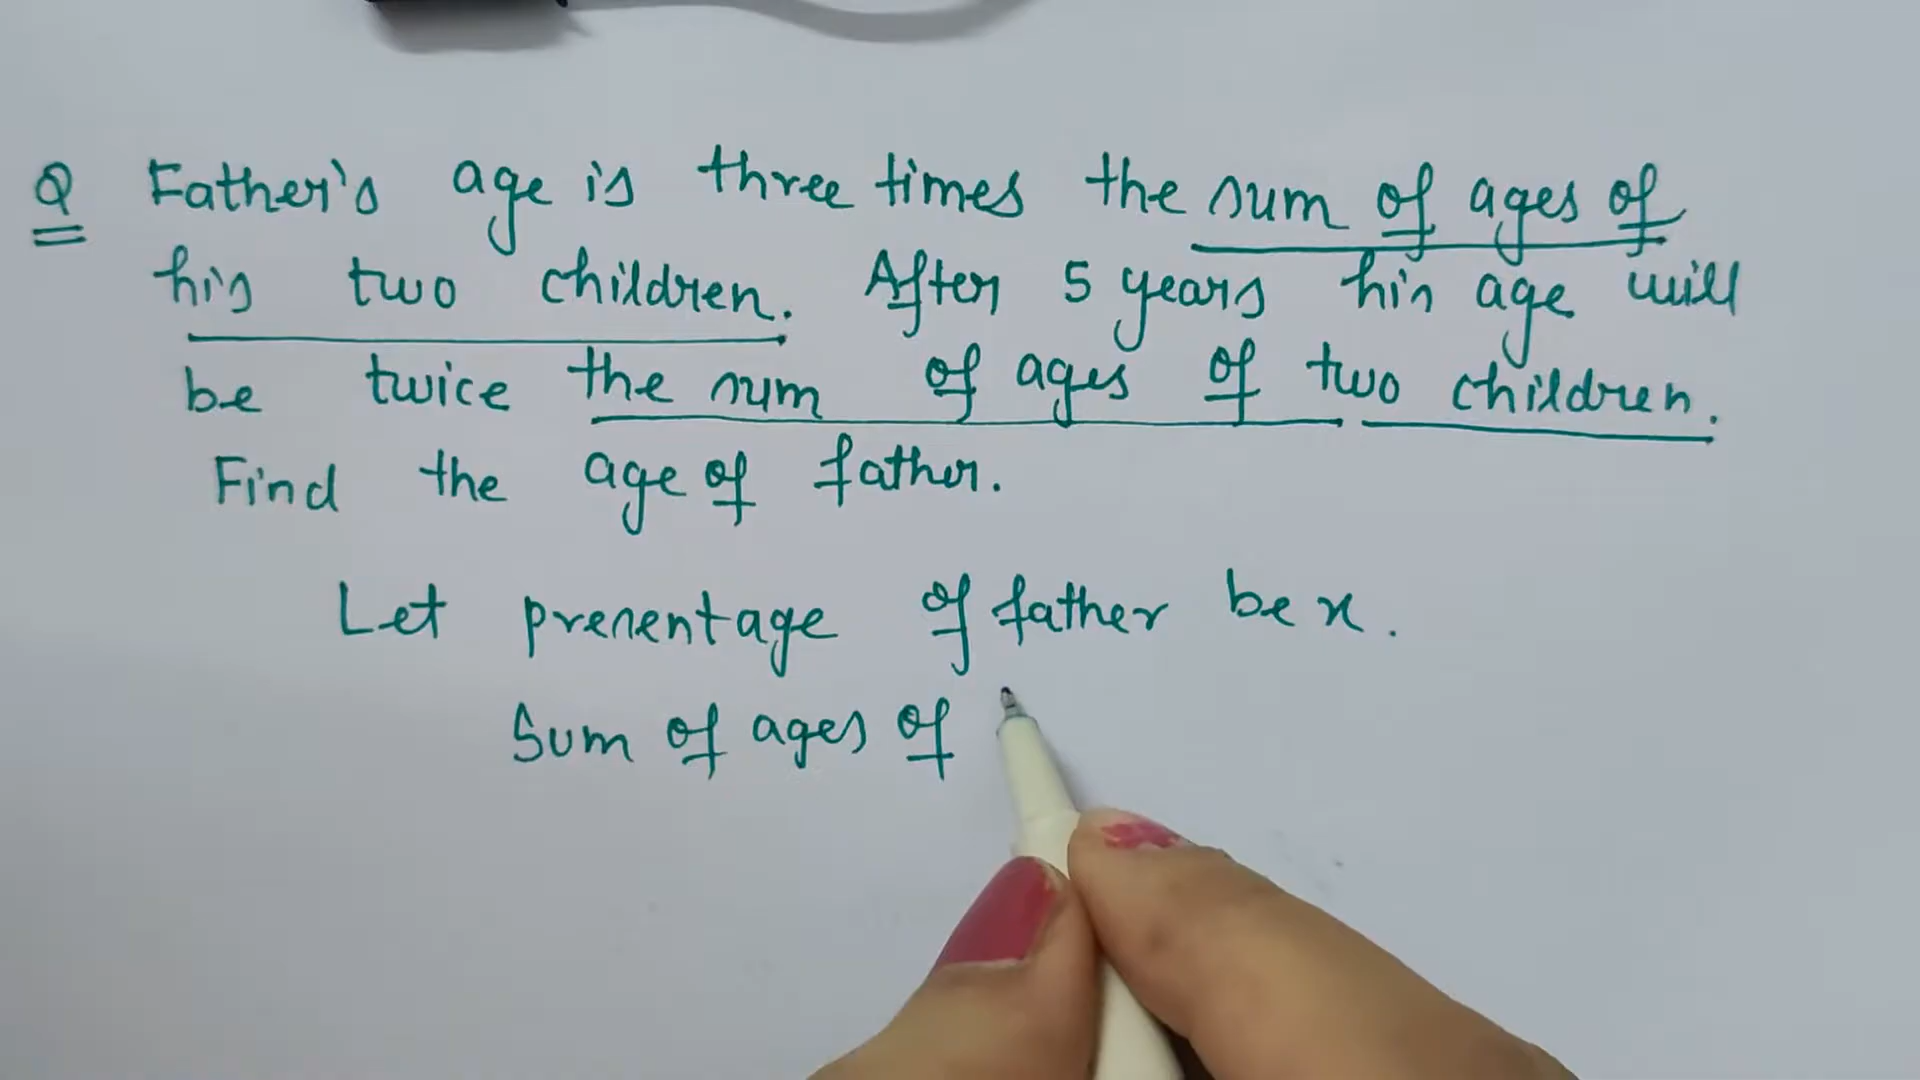 Q Father's age is three times the sum of ages of
his two children. After 5 years his age will
be twice the sum of ages of two children.
Find the age of father.
Let present age of father be x.
Sum of ages of